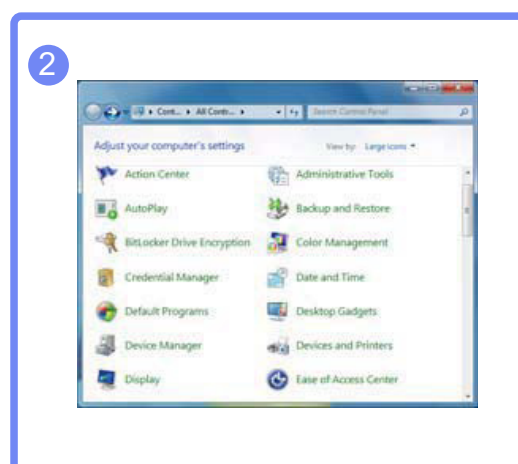 2
Cont... All Contr...
Search Control Panel
Adjust your computer's settings
View by: Large icons
Action Center
Administrative Tools
AutoPlay
Backup and Restore
BitLocker Drive Encryption
Color Management
Credential Manager
Date and Time
Default Programs
Desktop Gadgets
Device Manager
Devices and Printers
Display
Ease of Access Center